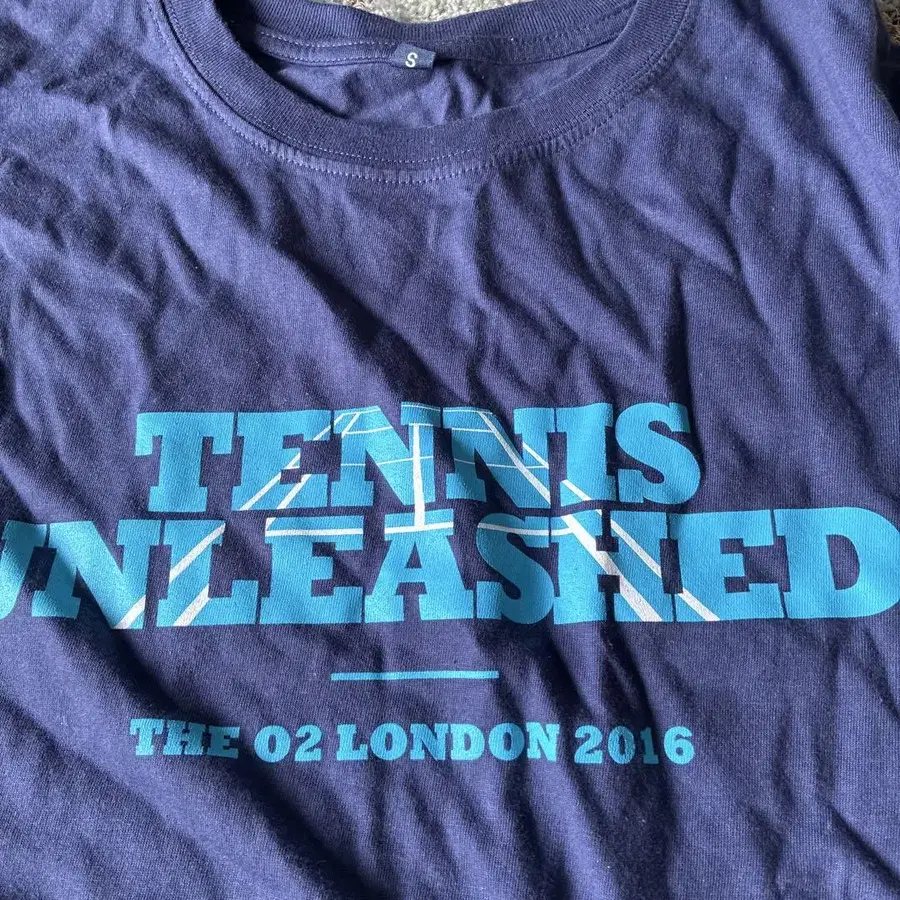 S
TENNIS
UNLEASHED
THE O2 LONDON 2016